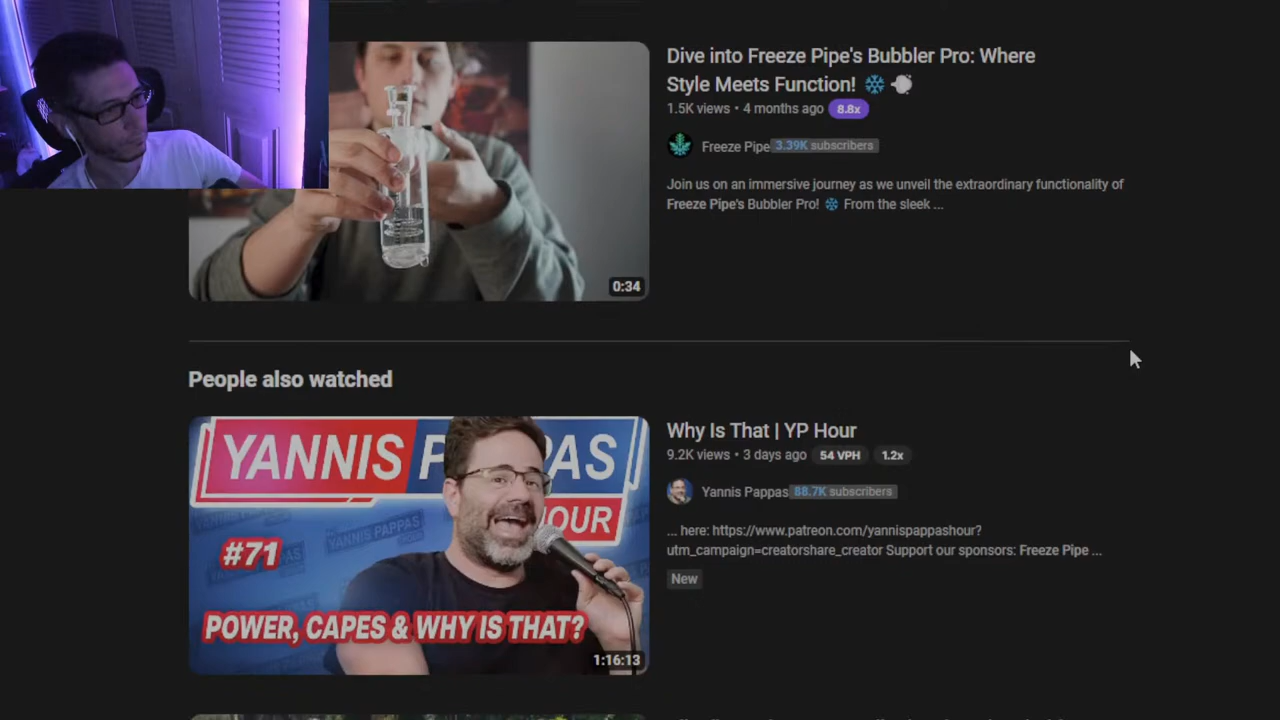 Dive into Freeze Pipe's Bubbler Pro: Where
Style Meets Function! ❄️ 💨
1.5K views • 4 months ago 8.8x
Freeze Pipe 3.39K subscribers
Join us on an immersive journey as we unveil the extraordinary functionality of
Freeze Pipe's Bubbler Pro! ❄️ From the sleek ...
0:34
People also watched
YANNIS PAPPAS
HOUR
#71
POWER, CAPES & WHY IS THAT?
1:16:13
Why Is That | YP Hour
9.2K views • 3 days ago 54 VPH 1.2x
Yannis Pappas 88.7K subscribers
... here: https://www.patreon.com/yannispappashour?
utm_campaign=creatorshare_creator Support our sponsors: Freeze Pipe ...
New